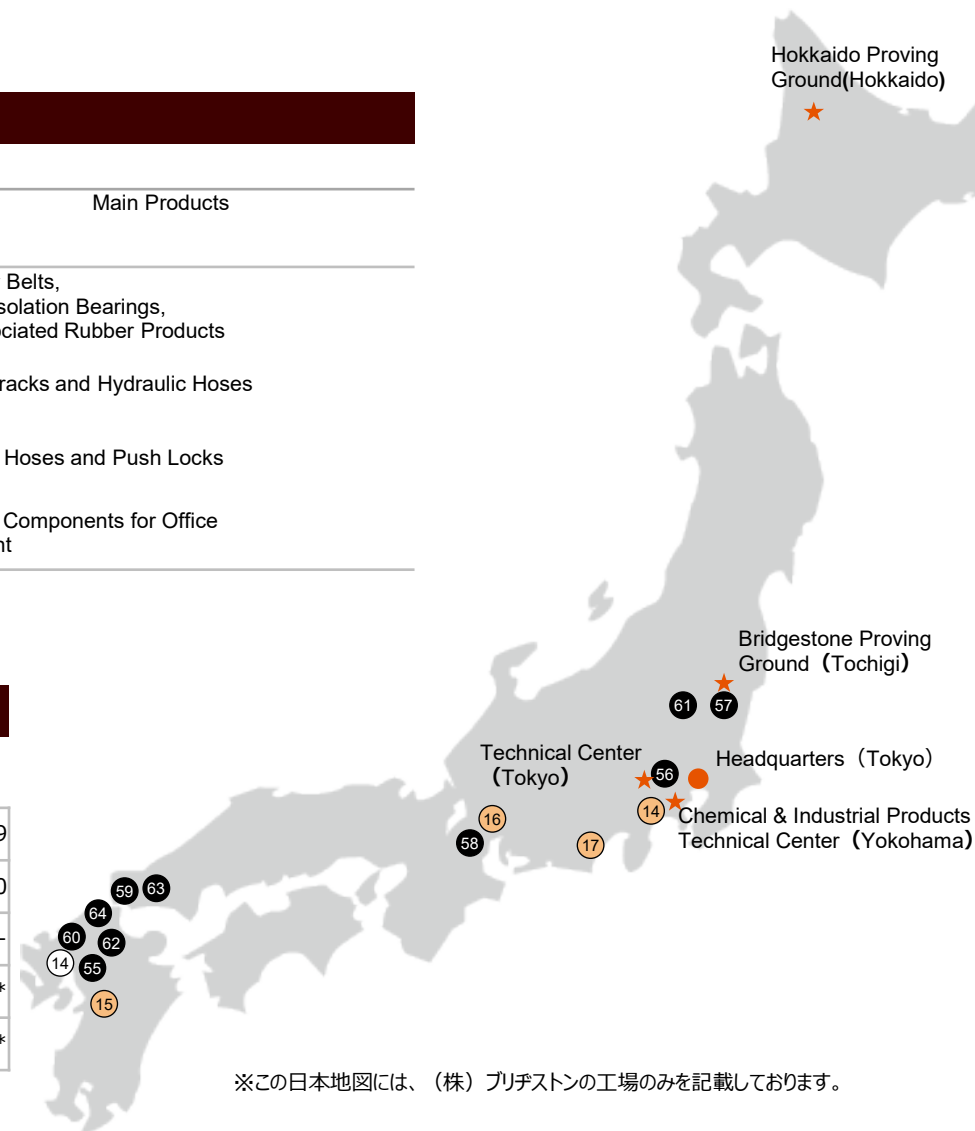 Hokkaido Proving
Ground(Hokkaido)
Main Products
Belts,
solation Bearings,
ociated Rubber Products
racks and Hydraulic Hoses
Hoses and Push Locks
Components for Office
nt
Bridgestone Proving
Ground（Tochigi）
61
57
Technical Center
（Tokyo）
56
Headquarters（Tokyo）
14
Chemical & Industrial Products
Technical Center（Yokohama）
16
58
17
9
0
-
*
*
59
63
64
60
62
14
55
15
※この日本地図には、（株）ブリヂストンの工場のみを記載しております。